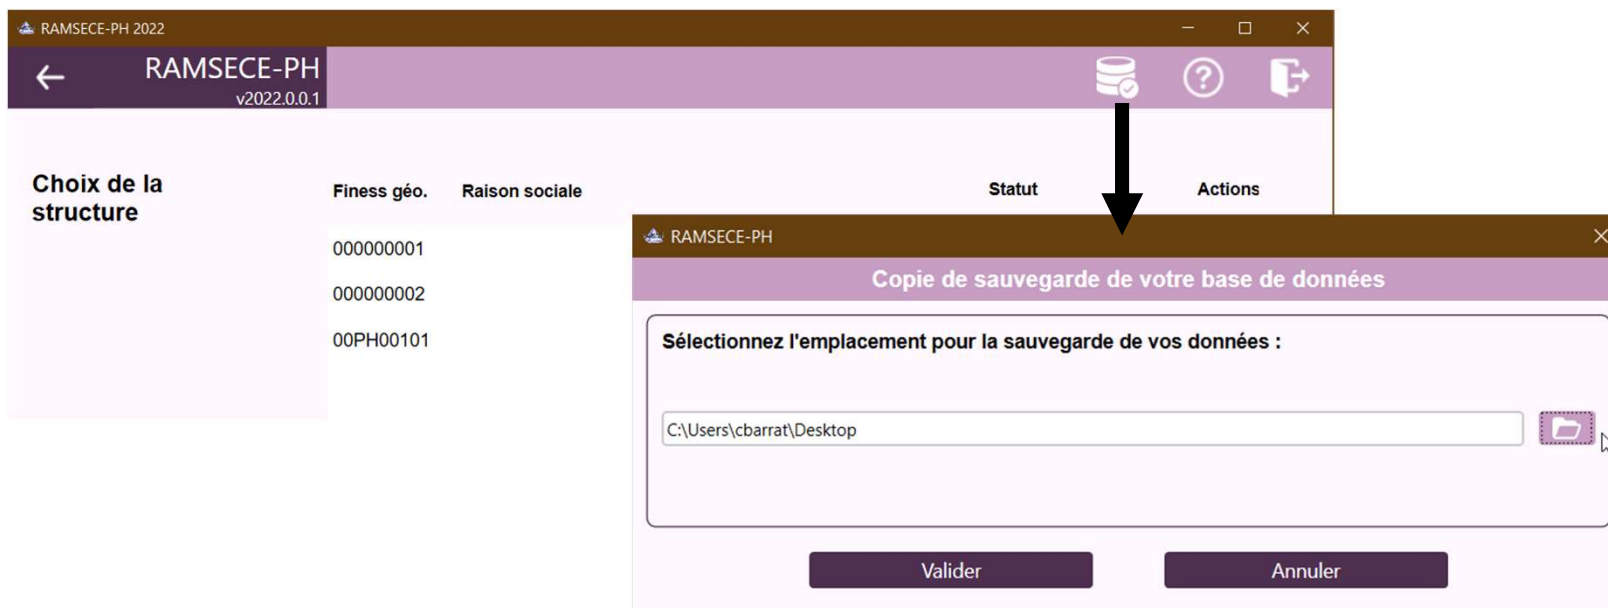 RAMSECE-PH 2022
RAMSECE-PH
v2022.0.0.1
Choix de la
structure
Finess géo. Raison sociale Statut Actions
000000001
000000002
00PH00101
RAMSECE-PH
Copie de sauvegarde de votre base de données
Sélectionnez l'emplacement pour la sauvegarde de vos données :
C:\Users\cbarrat\Desktop
Valider Annuler